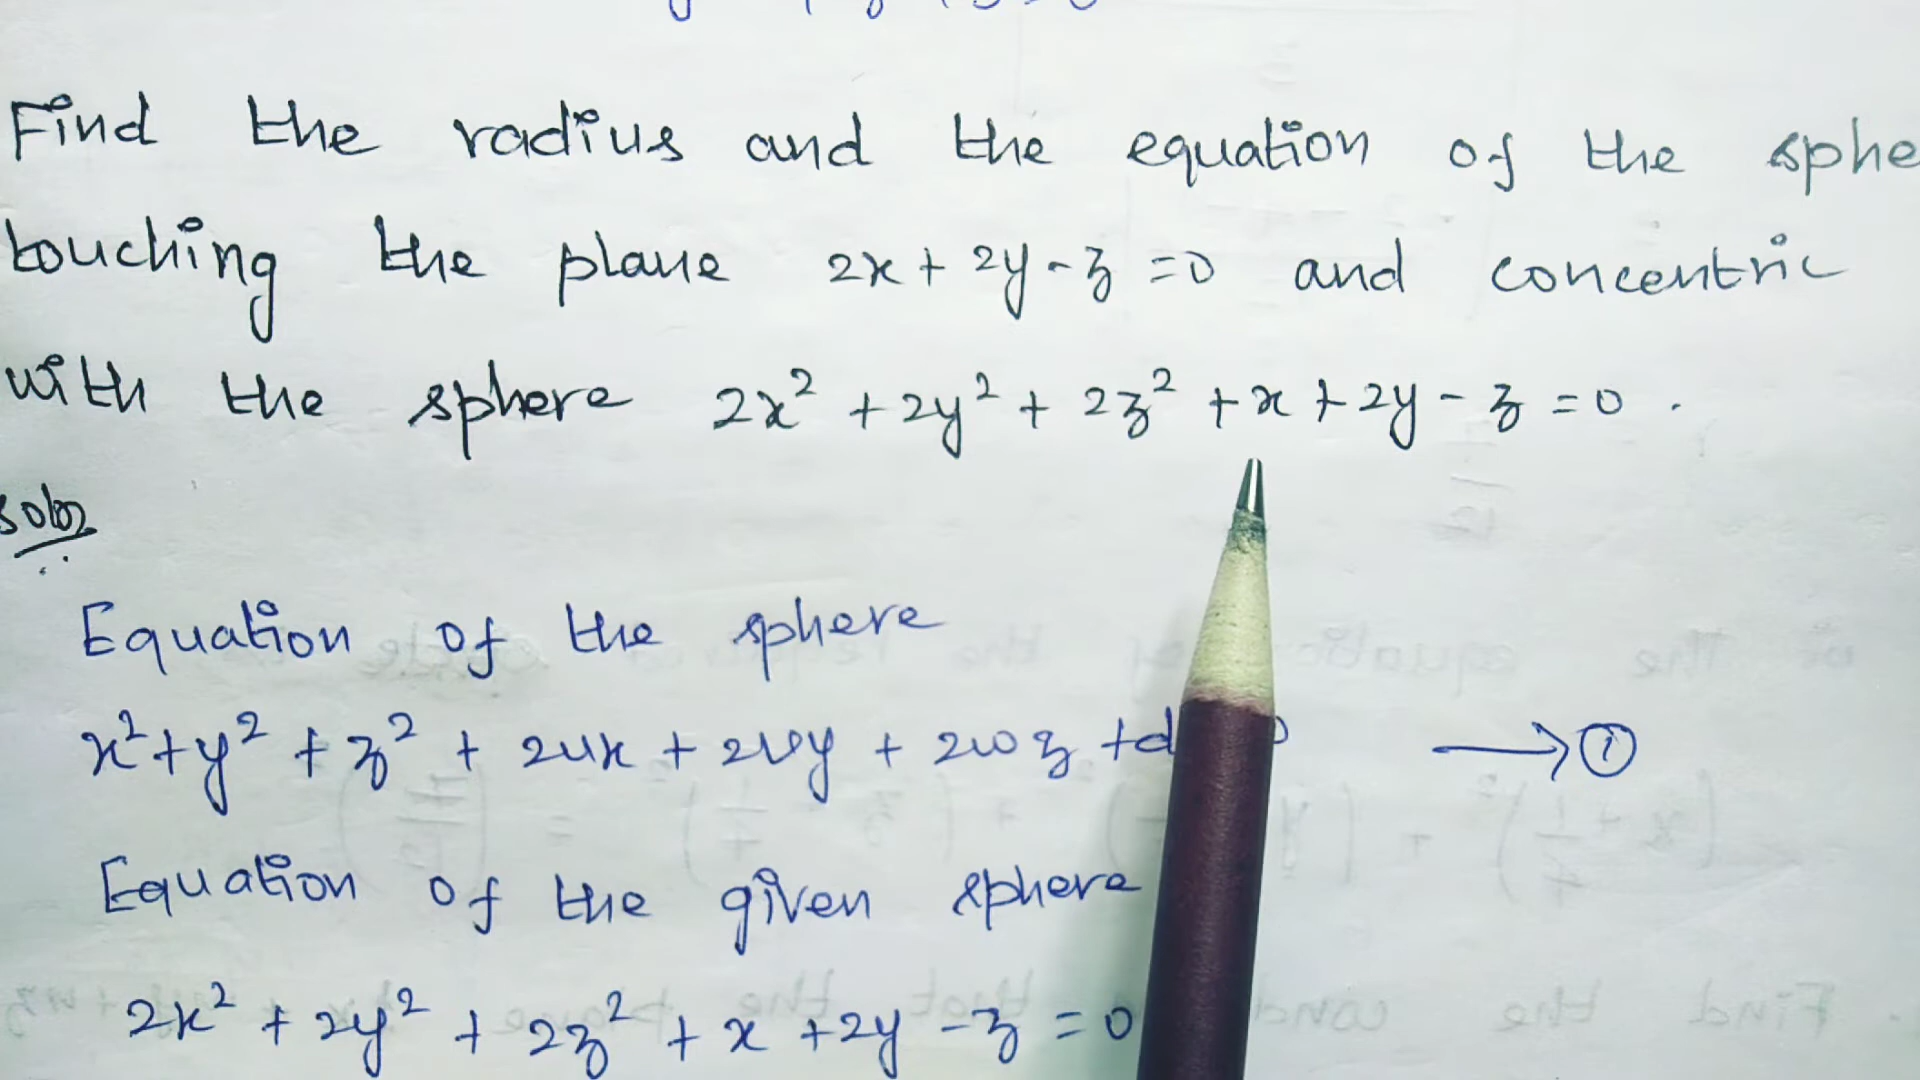 Find the radius and the equation of the sphe
touching the plane 2x + 2y - z = 0 and concentric
with the sphere 2x² + 2y² + 2z² + x + 2y - z = 0 .
Soln
Equation of the sphere
x² + y² + z² + 2ux + 2vy + 2wz + d → ①
Equation of the given sphere
2x² + 2y² + 2z² + x + 2y - z = 0